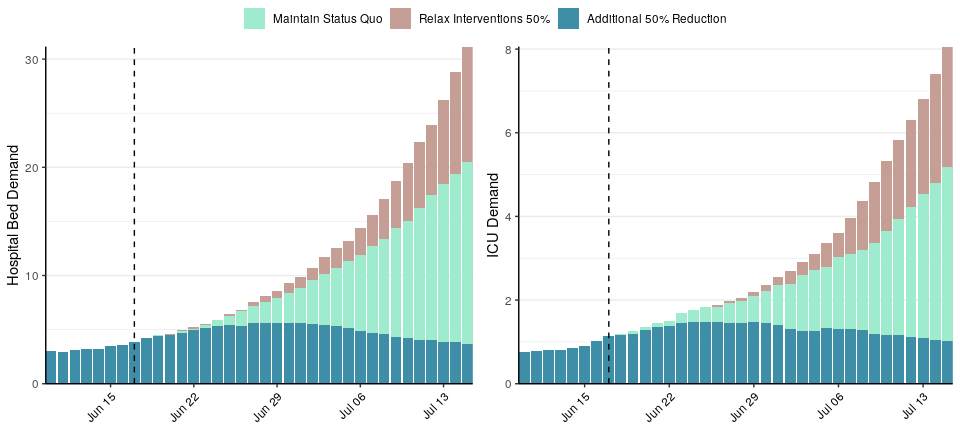 Maintain Status Quo Relax Interventions 50% Additional 50% Reduction
Hospital Bed Demand
30
20
10
0
Jun 15 Jun 22 Jun 29 Jul 06 Jul 13
ICU Demand
8
6
4
2
0
Jun 15 Jun 22 Jun 29 Jul 06 Jul 13